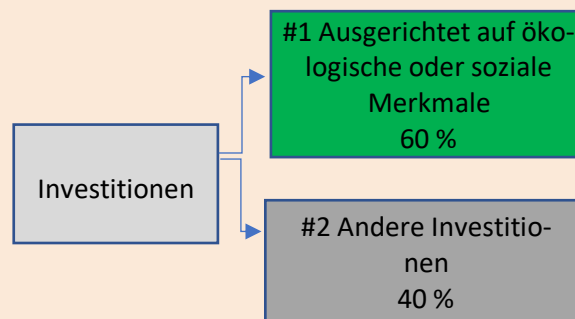 #1 Ausgerichtet auf öko-
logische oder soziale
Merkmale
60 %
Investitionen
#2 Andere Investitio-
nen
40 %